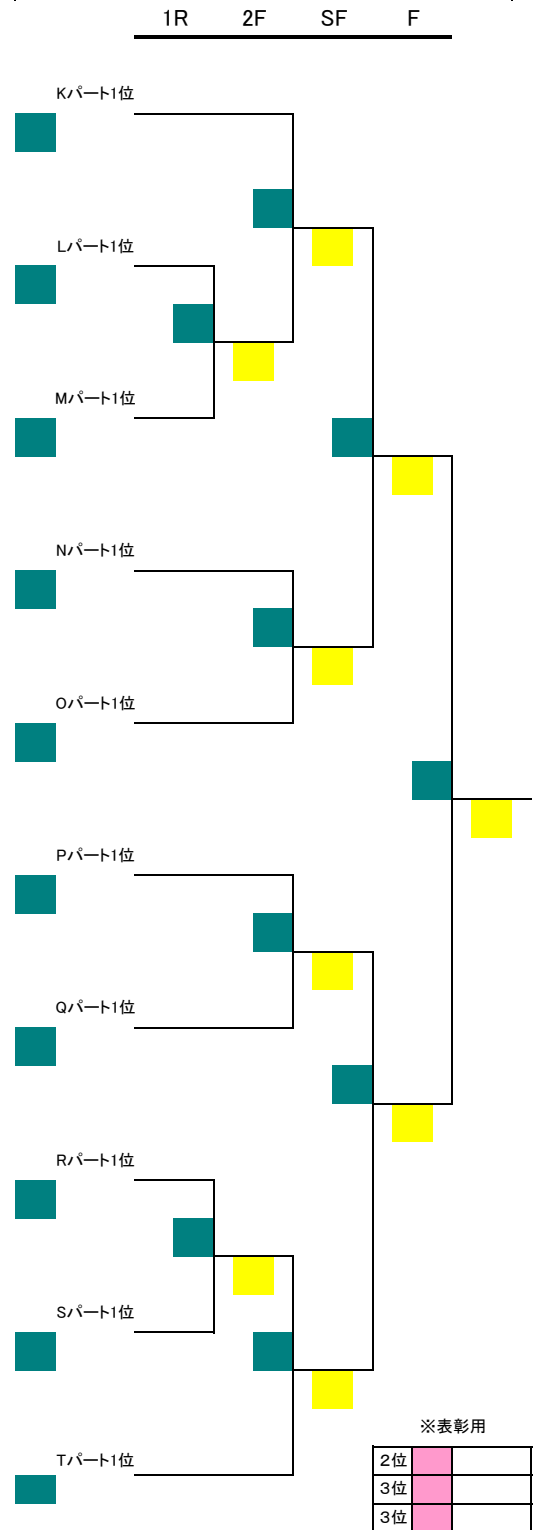 1R 2F SF F
Kパート1位
Lパート1位
Mパート1位
Nパート1位
Oパート1位
Pパート1位
Qパート1位
Rパート1位
Sパート1位
Tパート1位
※表彰用
2位
3位
3位